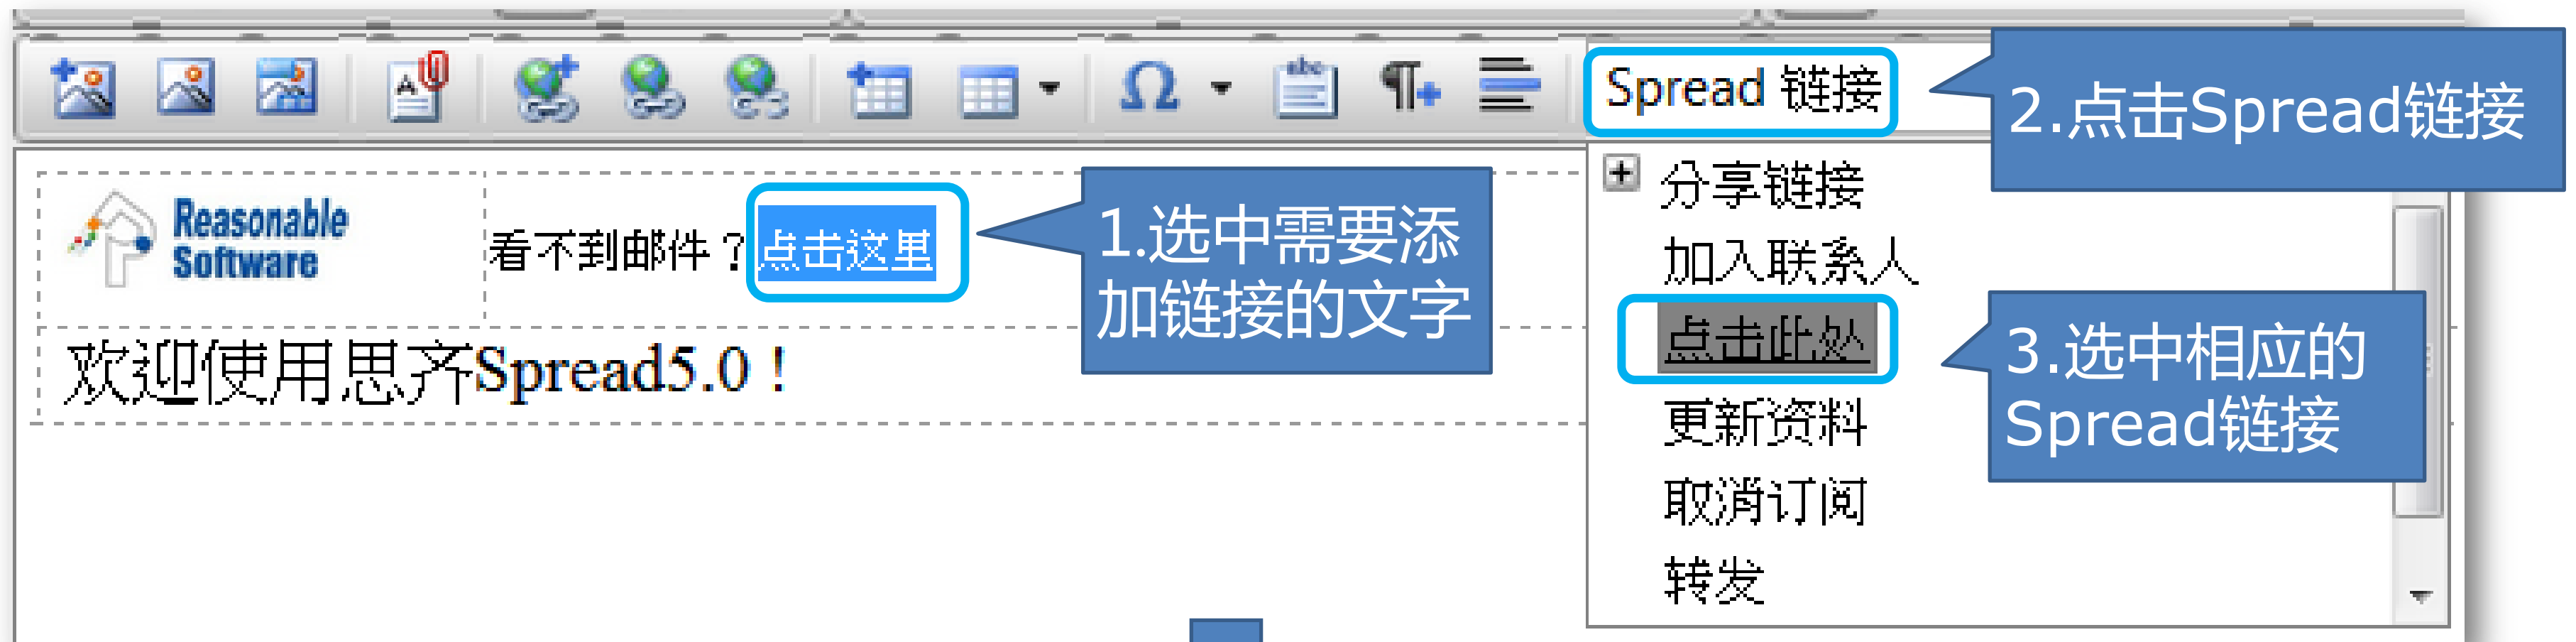 Spread 链接
2.点击Spread链接
Reasonable
Software
看不到邮件？点击这里
1.选中需要添
加链接的文字
欢迎使用思齐Spread5.0！
分享链接
加入联系人
点击此处
更新资料
取消订阅
转发
3.选中相应的
Spread链接